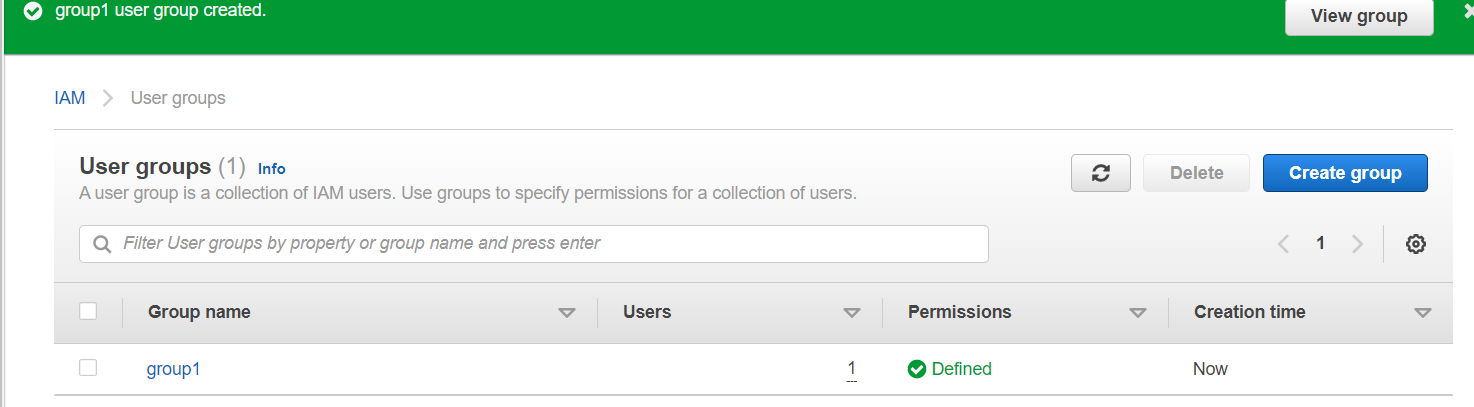 group1 user group created.
View group
IAM > User groups
User groups (1) Info
A user group is a collection of IAM users. Use groups to specify permissions for a collection of users.
Delete
Create group
Filter User groups by property or group name and press enter
1
Group name Users Permissions Creation time
group1 1 Defined Now